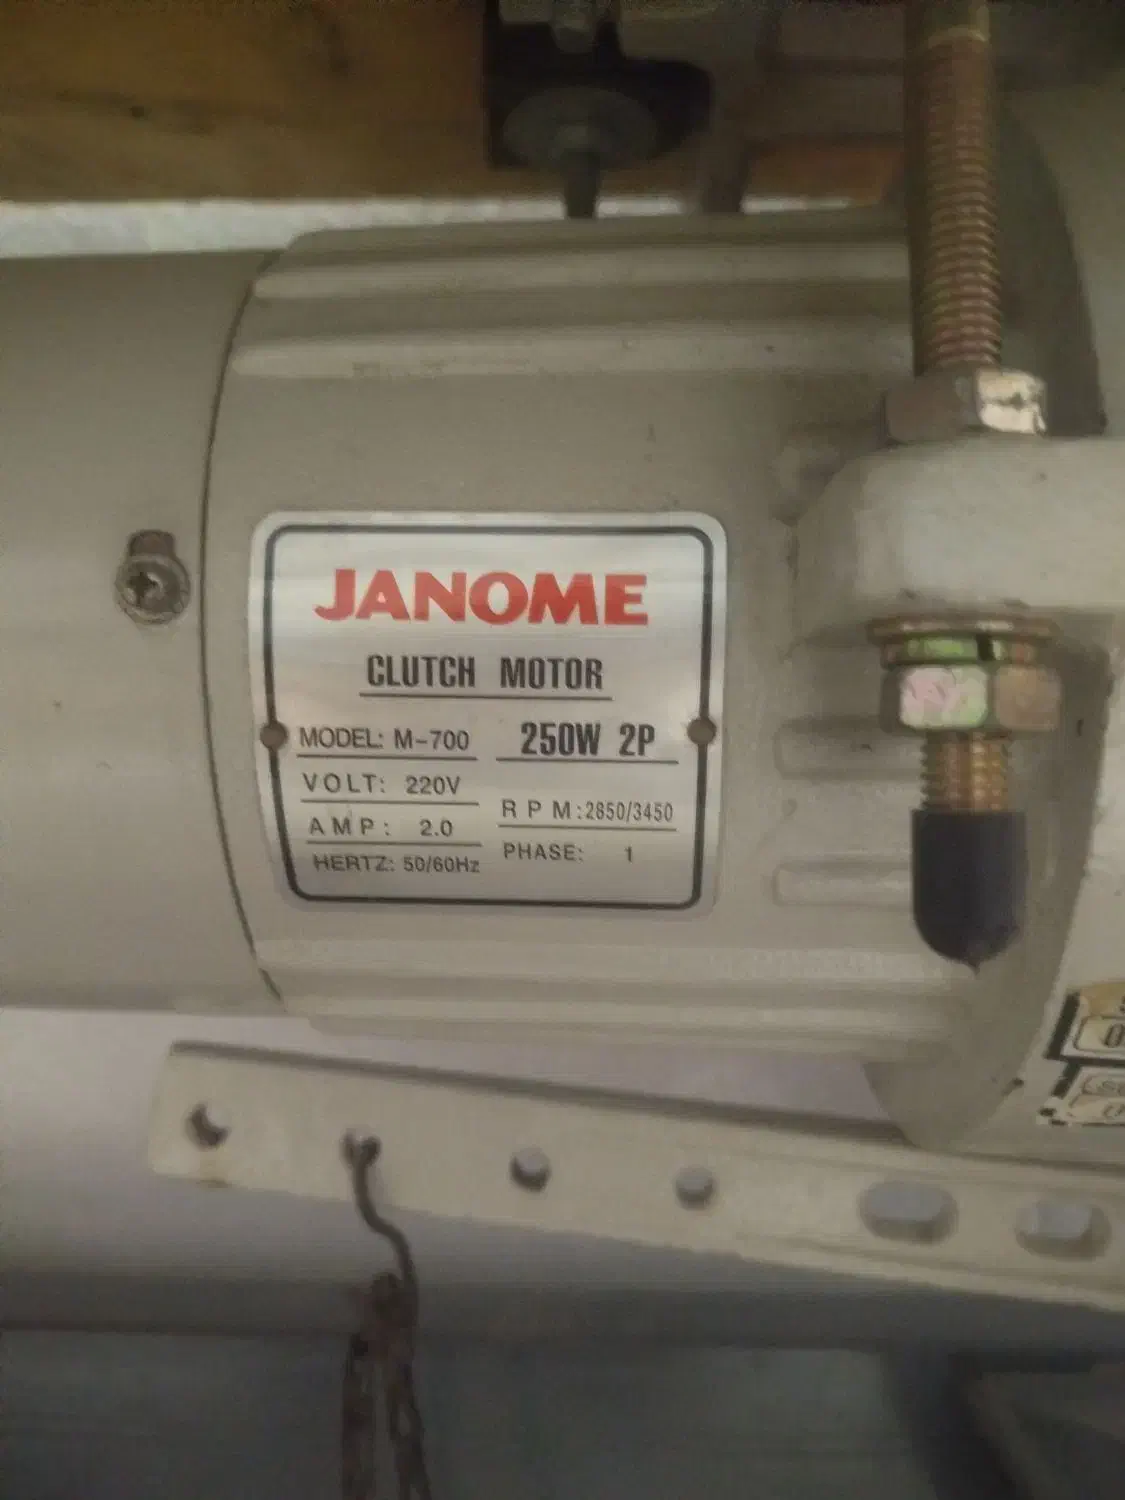 JANOME
CLUTCH MOTOR
MODEL: M-700
250W 2P
VOLT: 220V
RPM:2850/3450
AMP: 2.0
PHASE: 1
HERTZ: 50/60Hz